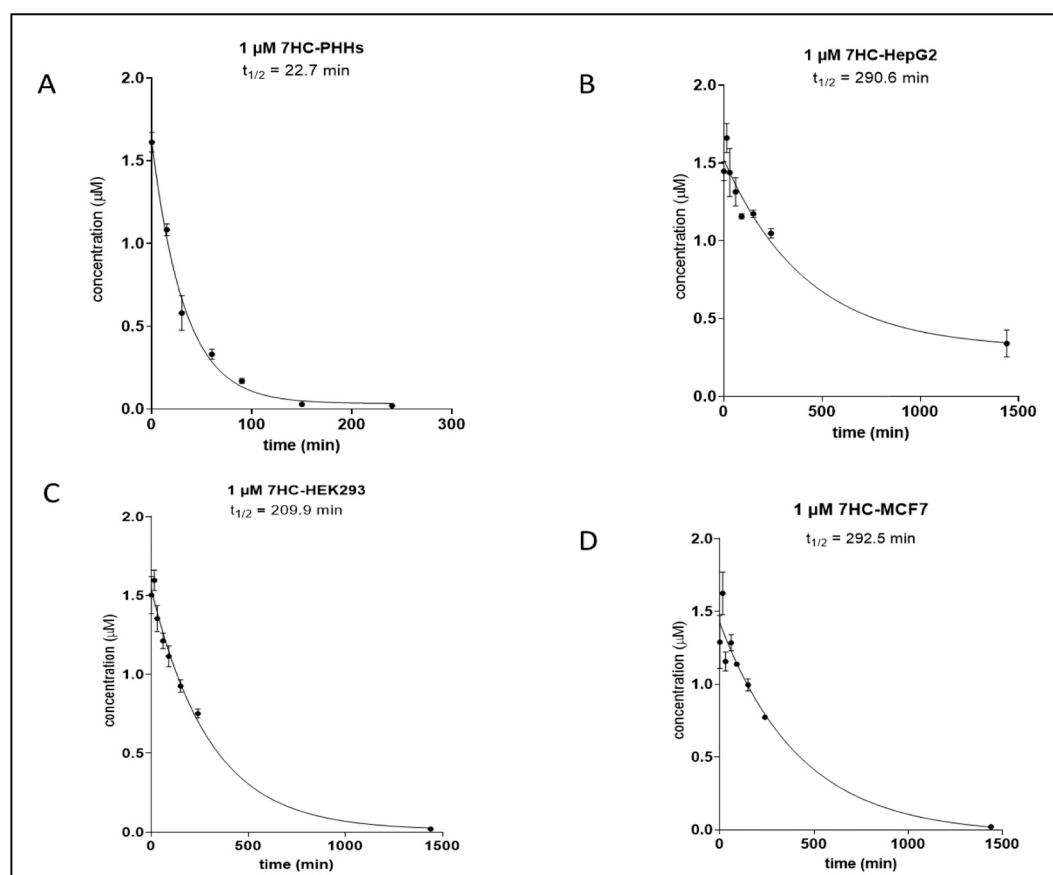 A
1 µM 7HC-PHHs
t1/2 = 22.7 min
2.0
1.5
1.0
0.5
0.0
concentration (µM)
0 100 200 300
time (min)
B
1 µM 7HC-HepG2
t1/2 = 290.6 min
2.0
1.5
1.0
0.5
0.0
concentration (µM)
0 500 1000 1500
time (min)
C
1 µM 7HC-HEK293
t1/2 = 209.9 min
2.0
1.5
1.0
0.5
0.0
concentration (µM)
0 500 1000 1500
time (min)
D
1 µM 7HC-MCF7
t1/2 = 292.5 min
2.0
1.5
1.0
0.5
0.0
concentration (µM)
0 500 1000 1500
time (min)